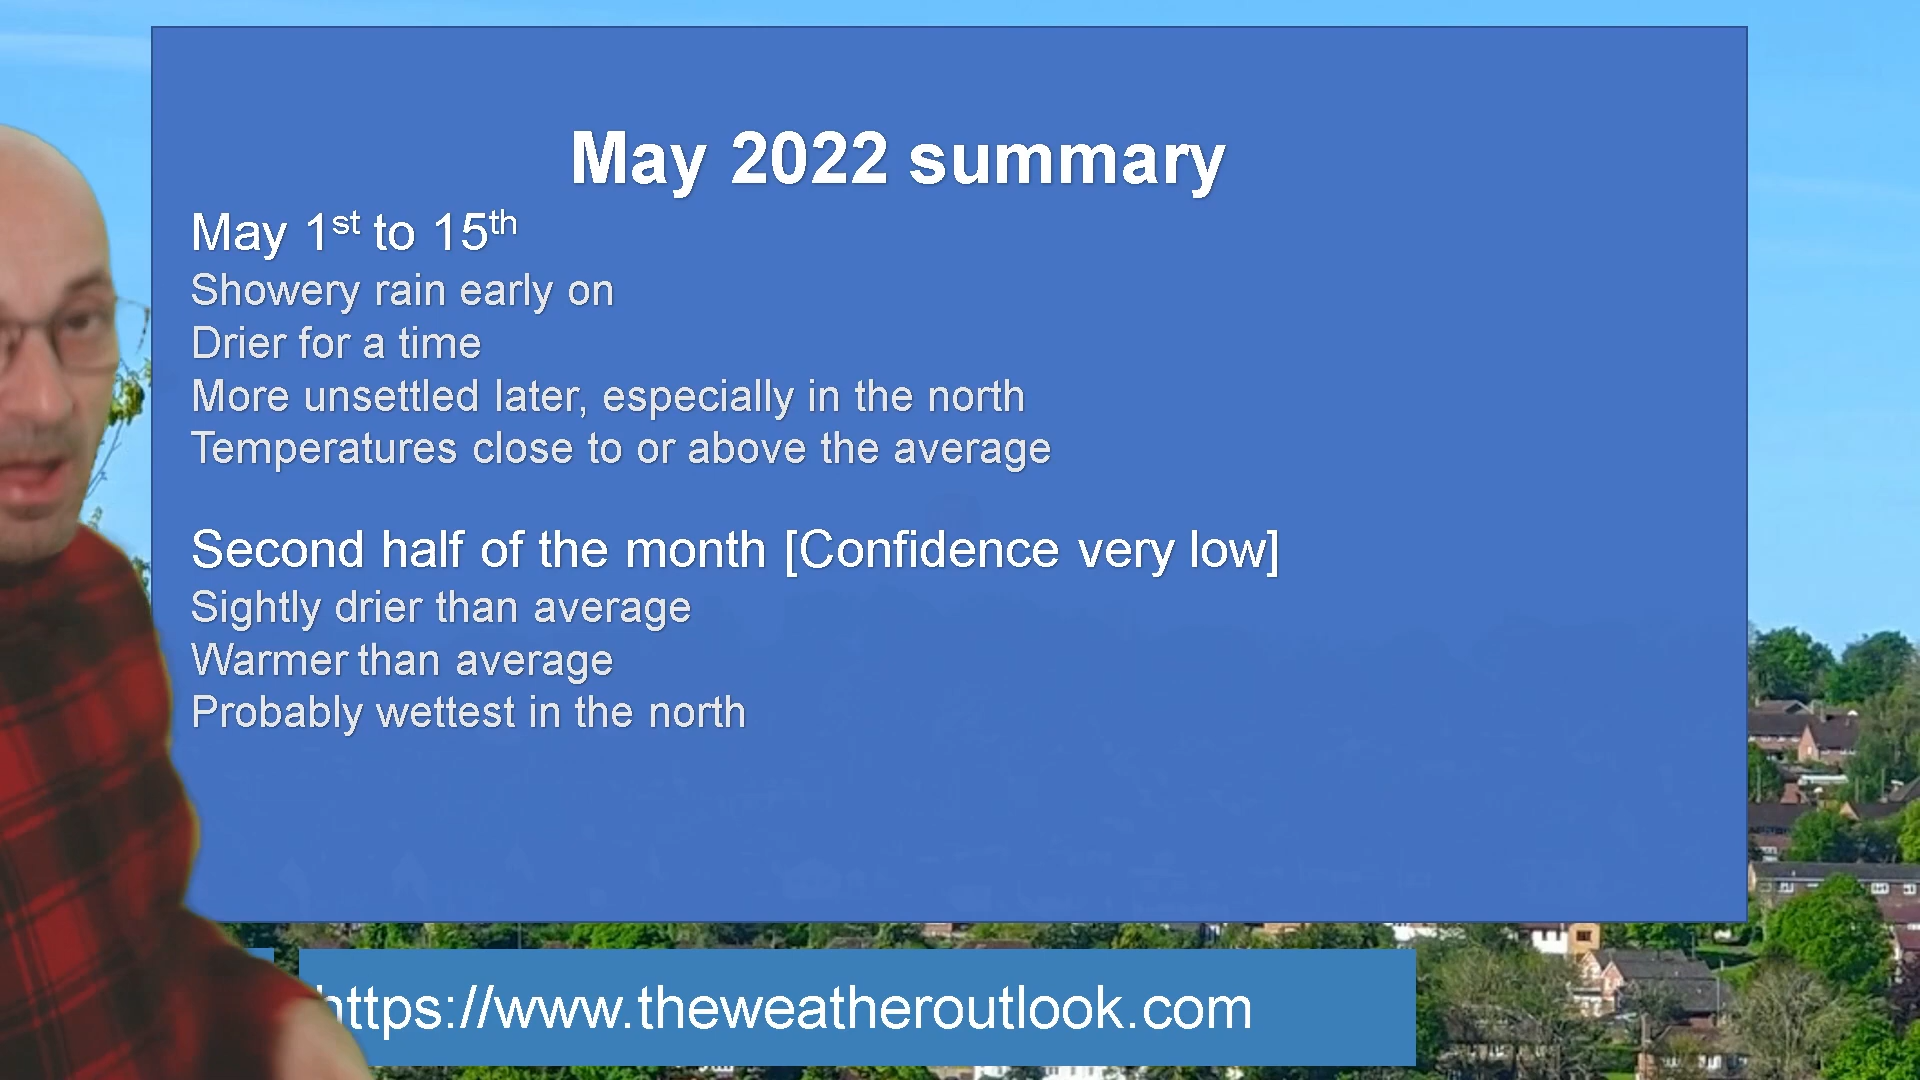 May 2022 summary
May 1st to 15th
Showery rain early on
Drier for a time
More unsettled later, especially in the north
Temperatures close to or above the average
Second half of the month [Confidence very low]
Sightly drier than average
Warmer than average
Probably wettest in the north
https://www.theweatheroutlook.com